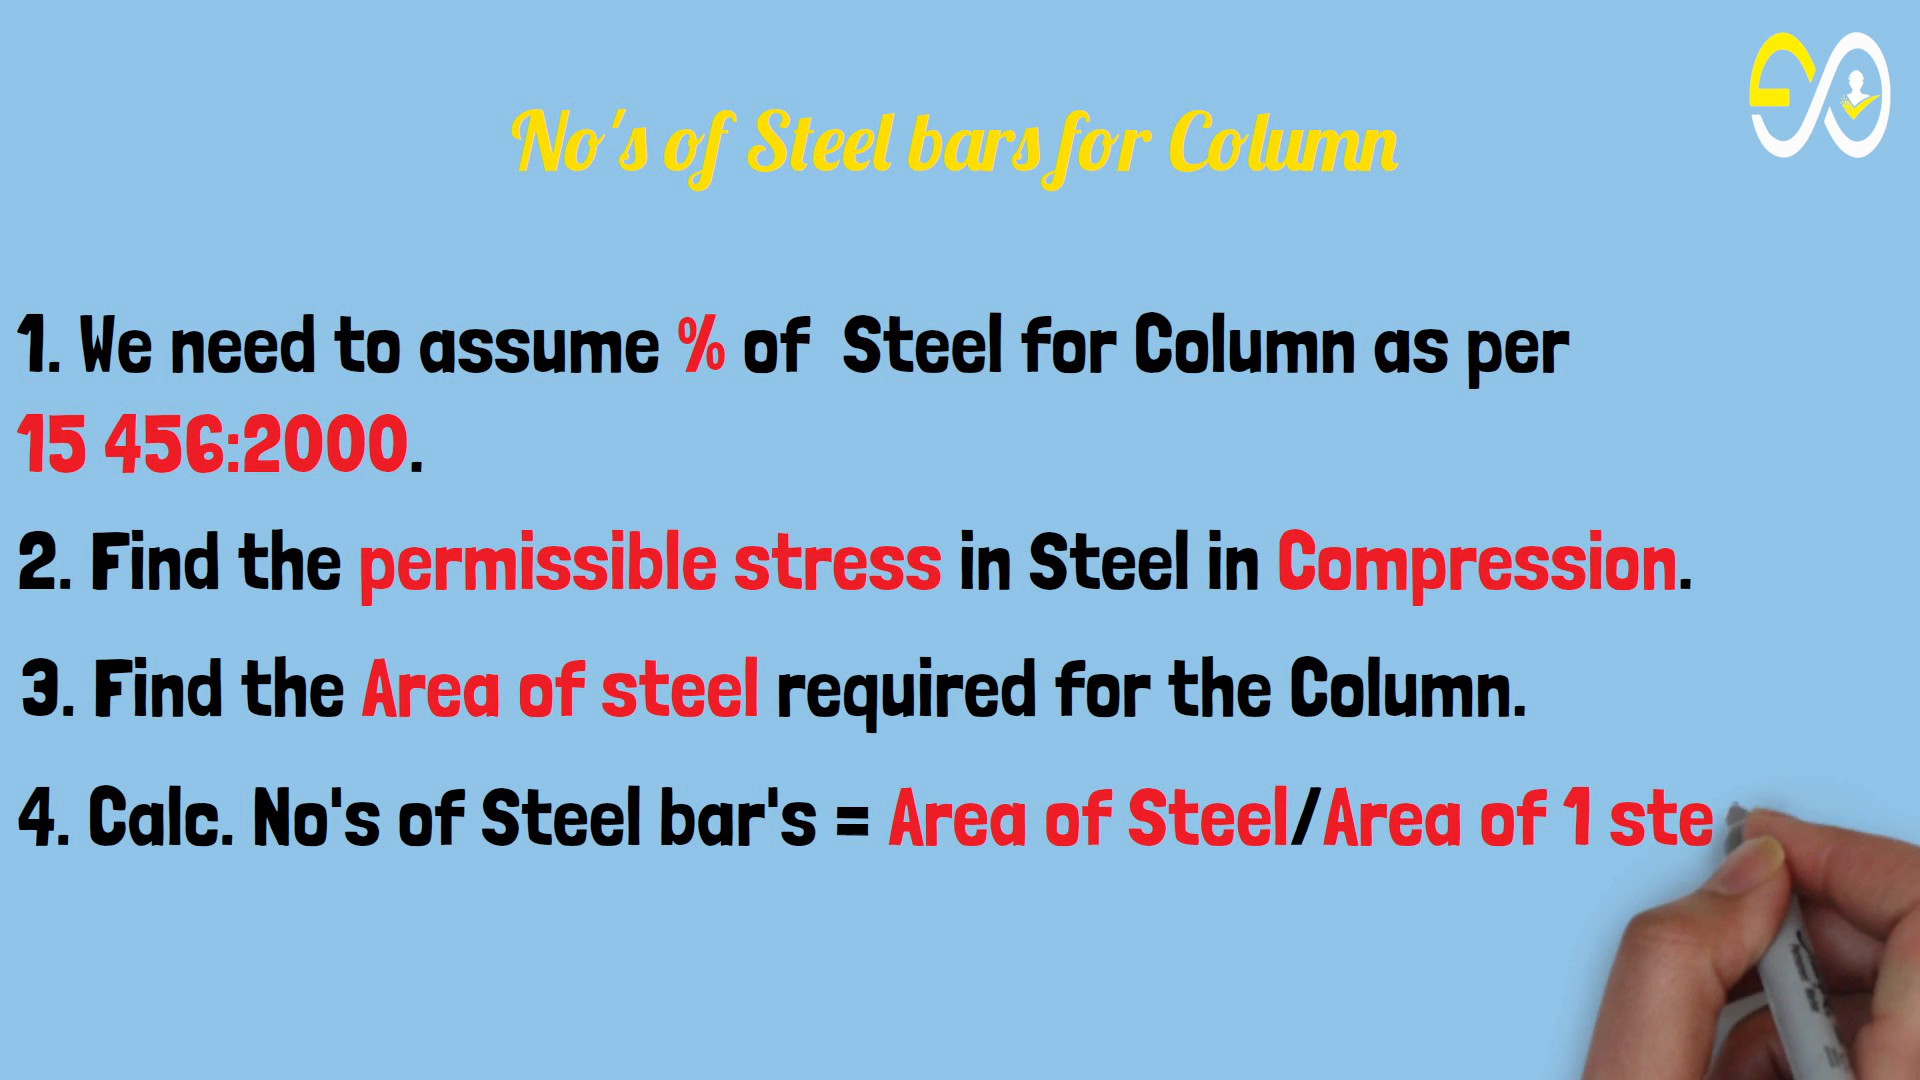 No's of Steel bars for Column
1. We need to assume % of Steel for Column as per
15 456:2000.
2. Find the permissible stress in Steel in Compression.
3. Find the Area of steel required for the Column.
4. Calc. No's of Steel bar's = Area of Steel/Area of 1 ste